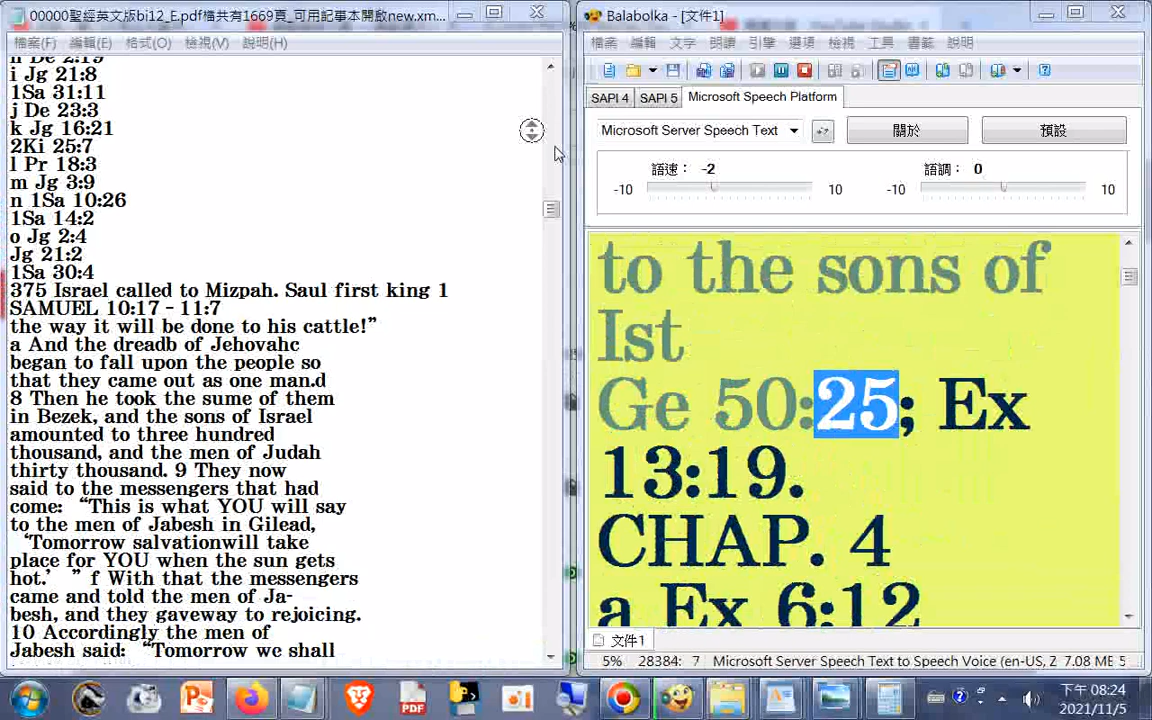 00000聖經英文版bi12_E.pdf檔共有1669頁_可用記事本開啟new.xm...
檔案(F) 編輯(E) 格式(O) 檢視(V) 說明(H)
n De 2:19
i Jg 21:8
1Sa 31:11
j De 23:3
k Jg 16:21
2Ki 25:7
l Pr 18:3
m Jg 3:9
n 1Sa 10:26
1Sa 14:2
o Jg 2:4
Jg 21:2
1Sa 30:4
375 Israel called to Mizpah. Saul first king 1
SAMUEL 10:17 - 11:7
the way it will be done to his cattle!”
a And the dreadb of Jehovahc
began to fall upon the people so
that they came out as one man.d
8 Then he took the sume of them
in Bezek, and the sons of Israel
amounted to three hundred
thousand, and the men of Judah
thirty thousand. 9 They now
said to the messengers that had
come: “This is what YOU will say
to the men of Jabesh in Gilead,
‘Tomorrow salvationwill take
place for YOU when the sun gets
hot.’ ”f With that the messengers
came and told the men of Ja-
besh, and they gaveway to rejoicing.
10 Accordingly the men of
Jabesh said: “Tomorrow we shall
Balabolka - [文件1]
檔案 編輯 文字 朗讀 引擎 選項 檢視 工具 書籤 說明
SAPI 4 SAPI 5 Microsoft Speech Platform
Microsoft Server Speech Text 關於 預設
語速： -2 語調： 0
-10 10 -10 10
to the sons of
Ist
Ge 50:25; Ex
13:19.
CHAP. 4
a Ex 6:12
文件1
5% 28384: 7 Microsoft Server Speech Text to Speech Voice (en-US, Z 7.08 MB 5
PDF
下午 08:24
2021/11/5